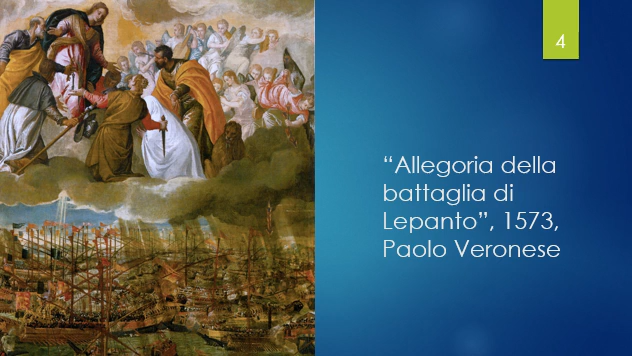 4
“Allegoria della
battaglia di
Lepanto”, 1573,
Paolo Veronese